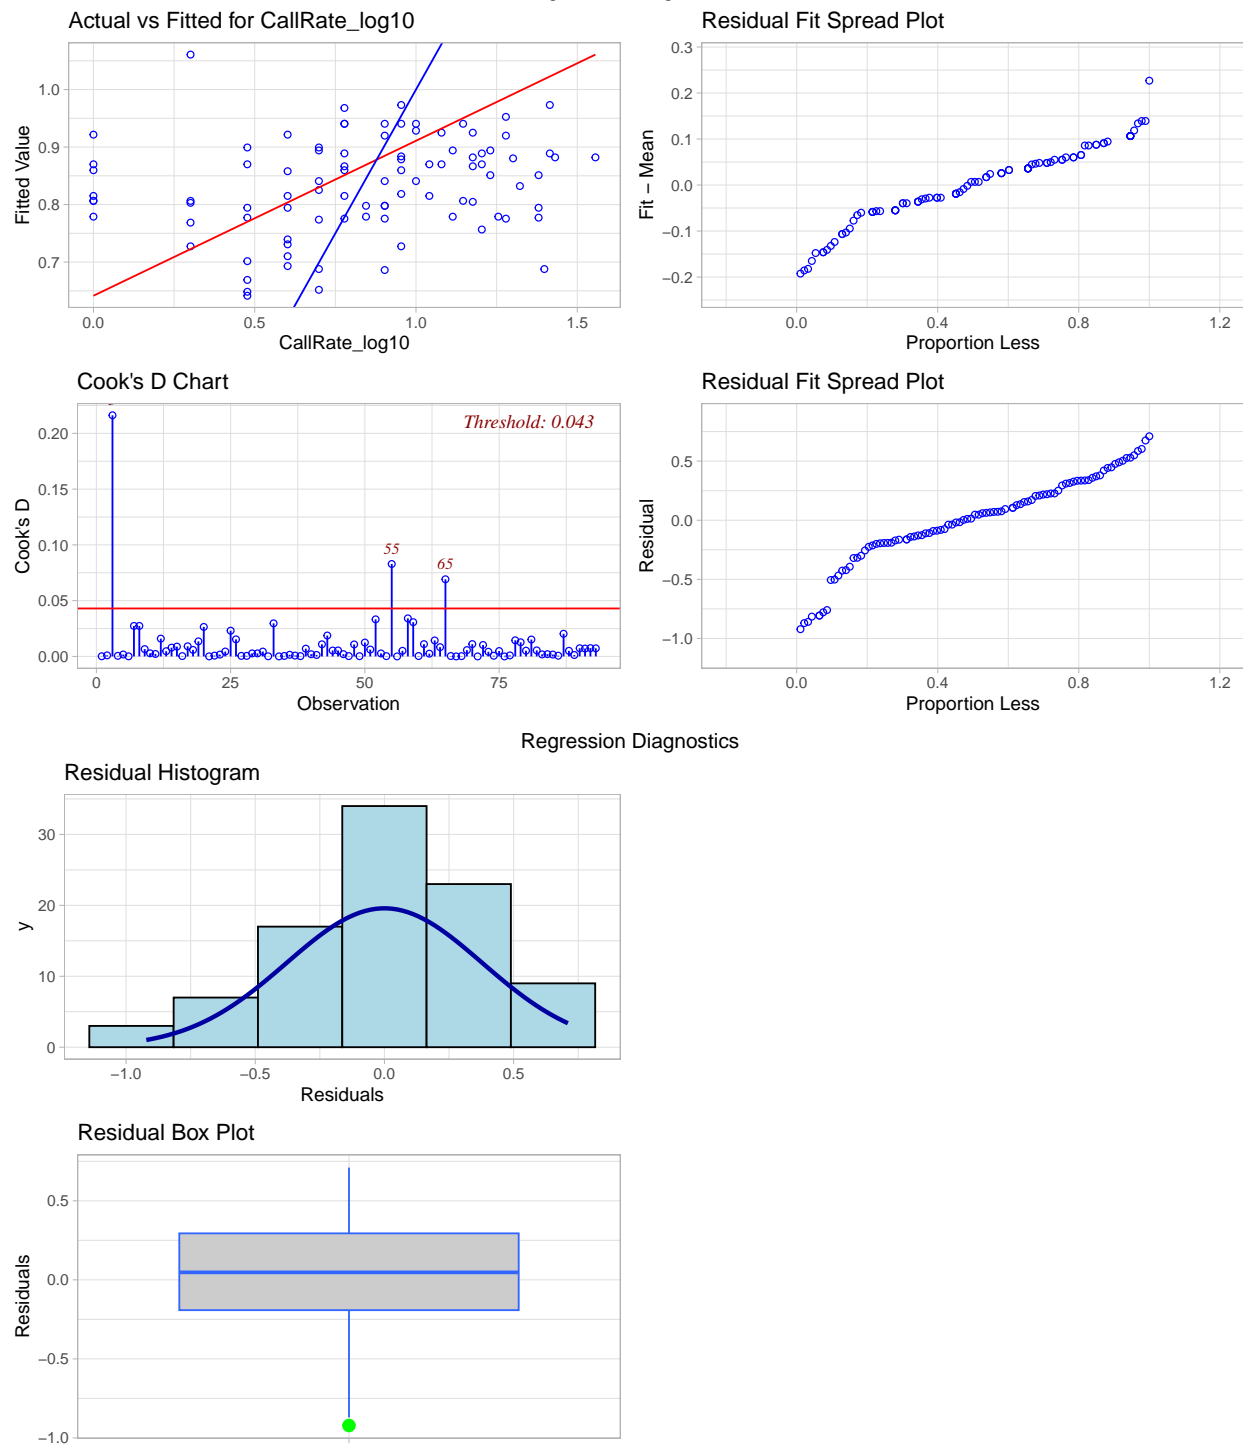 Actual vs Fitted for CallRate_log10
1.0
0.9
0.8
0.7
Fitted Value
0.0 0.5 1.0 1.5
CallRate_log10
Residual Fit Spread Plot
0.3
0.2
0.1
0.0
−0.1
−0.2
Fit − Mean
0.0 0.4 0.8 1.2
Proportion Less
Cook's D Chart
Threshold: 0.043
0.20
0.15
0.10
0.05
0.00
Cook's D
55
65
0 25 50 75
Observation
Residual Fit Spread Plot
0.5
0.0
−0.5
−1.0
Residual
0.0 0.4 0.8 1.2
Proportion Less
Regression Diagnostics
Residual Histogram
30
20
10
0
y
−1.0 −0.5 0.0 0.5
Residuals
Residual Box Plot
0.5
0.0
−0.5
−1.0
Residuals